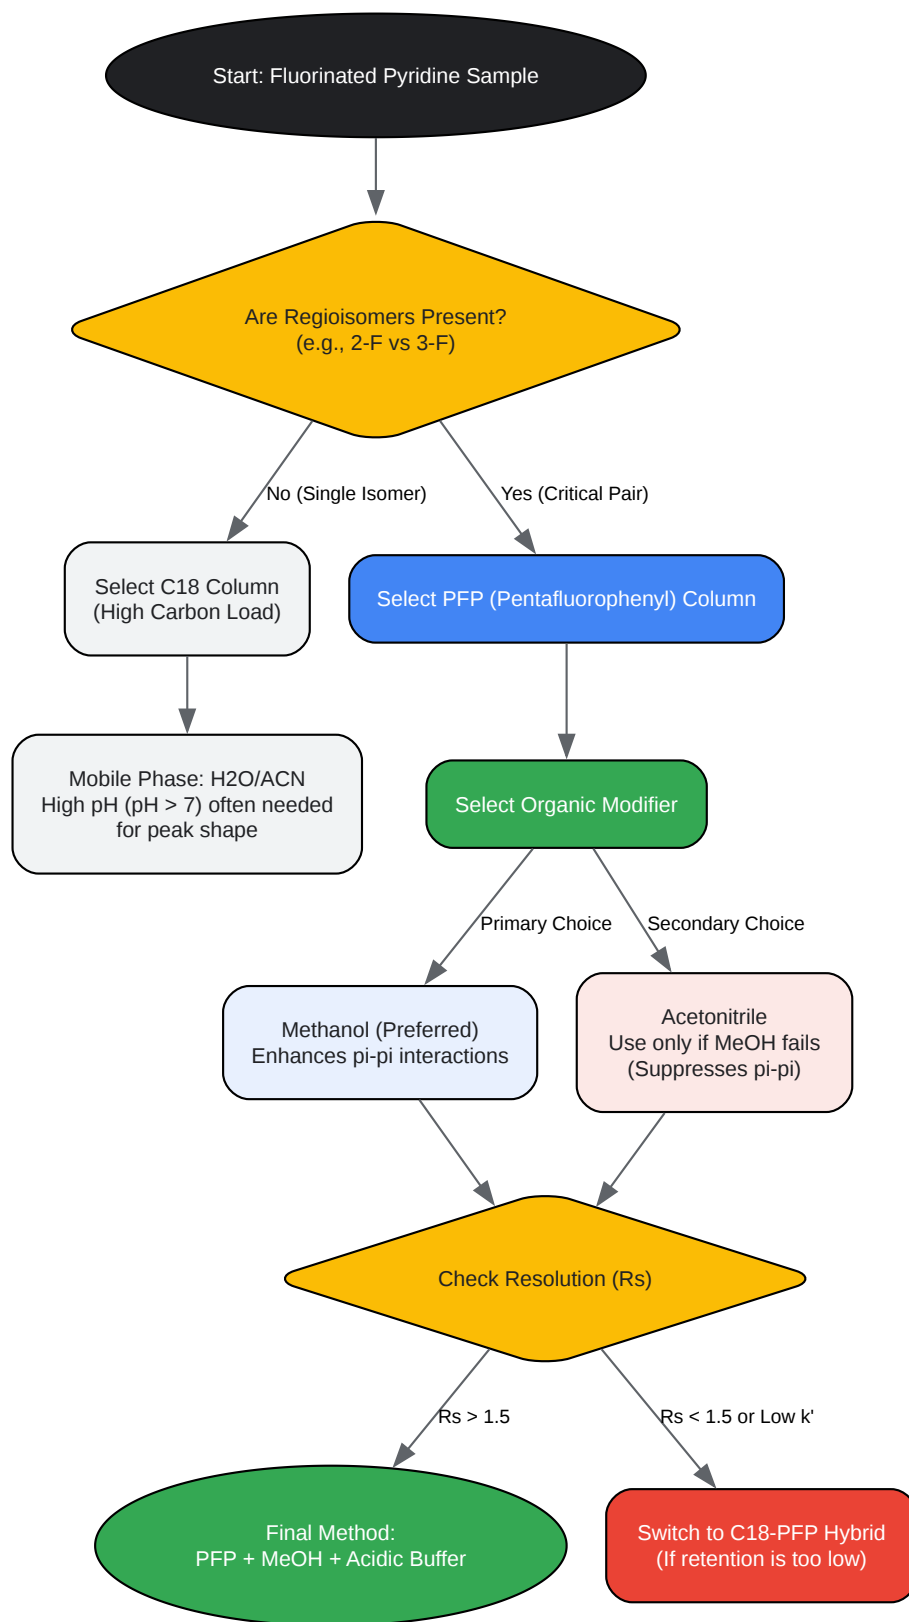 Start: Fluorinated Pyridine Sample
Are Regioisomers Present?
(e.g., 2-F vs 3-F)
No (Single Isomer)
Yes (Critical Pair)
Select C18 Column
(High Carbon Load)
Select PFP (Pentafluorophenyl) Column
Mobile Phase: H2O/ACN
High pH (pH > 7) often needed
for peak shape
Select Organic Modifier
Primary Choice
Secondary Choice
Methanol (Preferred)
Enhances pi-pi interactions
Acetonitrile
Use only if MeOH fails
(Suppresses pi-pi)
Check Resolution (Rs)
Rs > 1.5
Rs < 1.5 or Low k'
Final Method:
PFP + MeOH + Acidic Buffer
Switch to C18-PFP Hybrid
(If retention is too low)